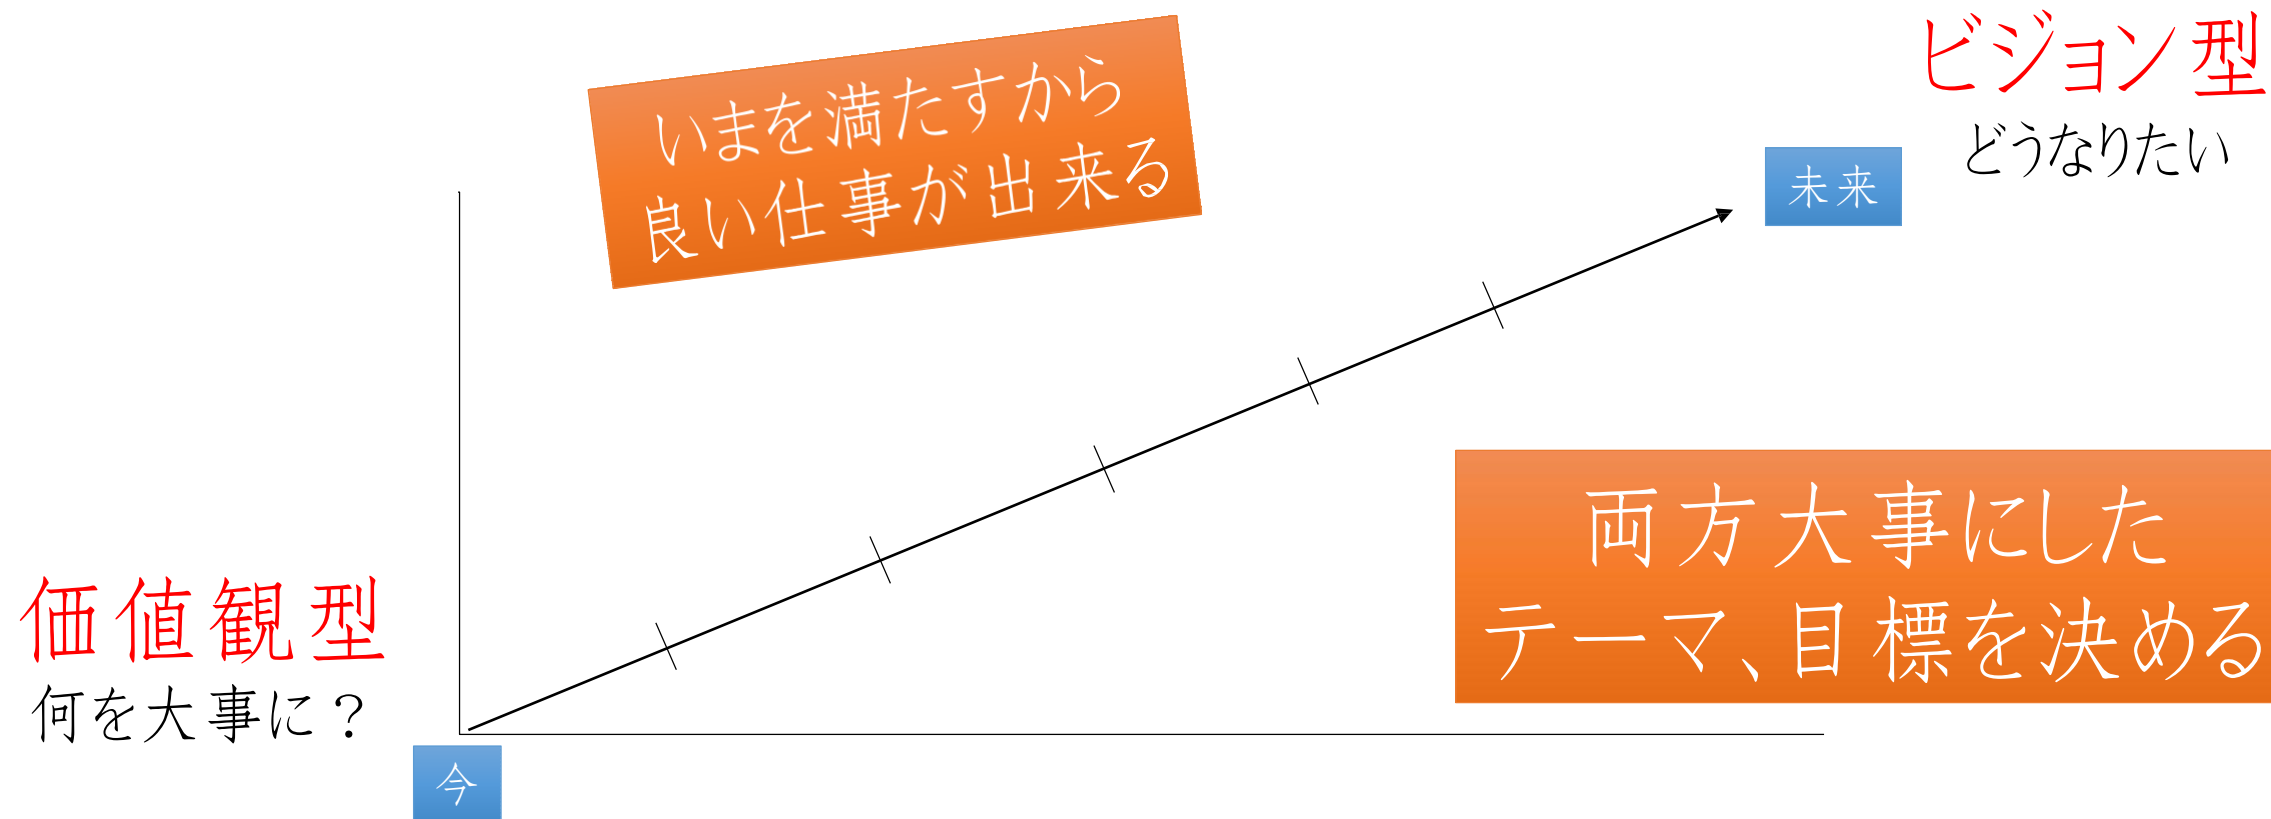 ビジョン型
どうなりたい
未来
いまを満たすから
良い仕事が出来る
両方大事にした
テーマ、目標を決める
価値観型
何を大事に？
今